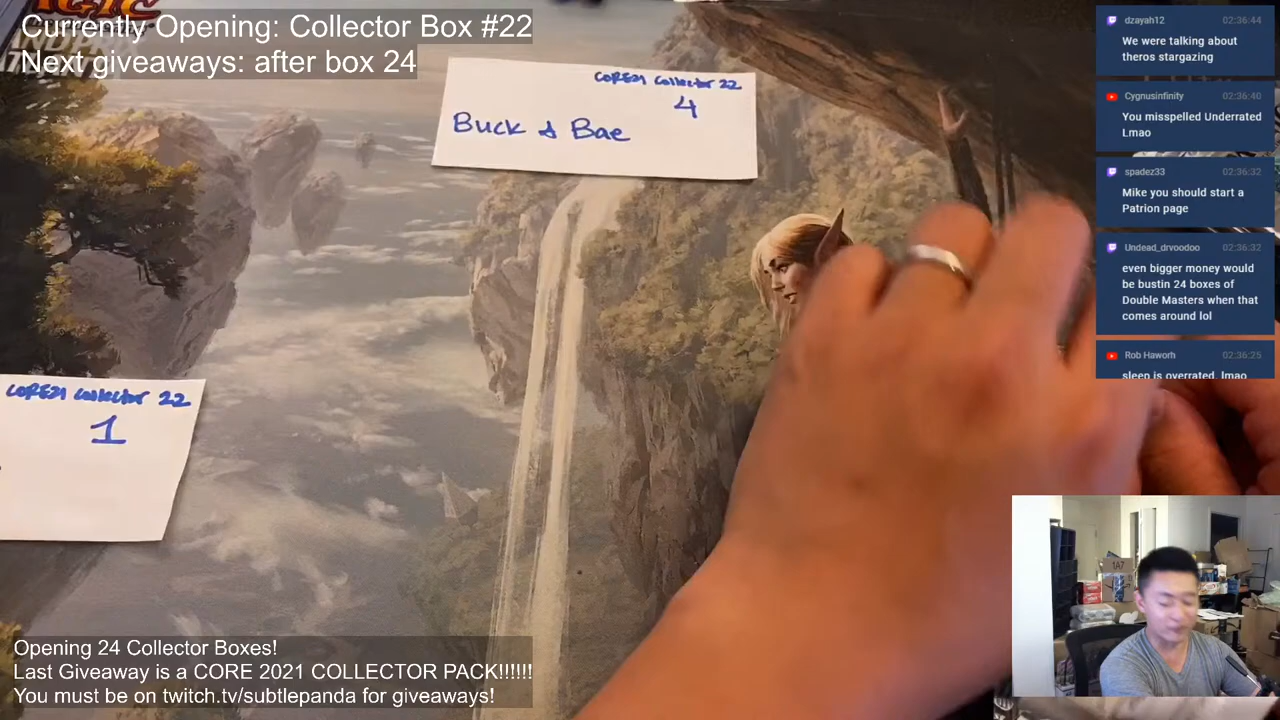 MAGIC
Currently Opening: Collector Box #22
Next giveaways: after box 24
CORE21 Collector 22
4
Buck & Bae
CORE21 Collector 22
1
dzayah12 02:36:44
We were talking about
theros stargazing
Cygnusinfinity 02:36:40
You misspelled Underrated
Lmao
spadez33 02:36:32
Mike you should start a
Patrion page
Undead_drvoodoo 02:36:32
even bigger money would
be bustin 24 boxes of
Double Masters when that
comes around lol
Rob Haworh 02:36:25
sleep is overrated, lmao
1A7
Opening 24 Collector Boxes!
Last Giveaway is a CORE 2021 COLLECTOR PACK!!!!!!
You must be on twitch.tv/subtlepanda for giveaways!